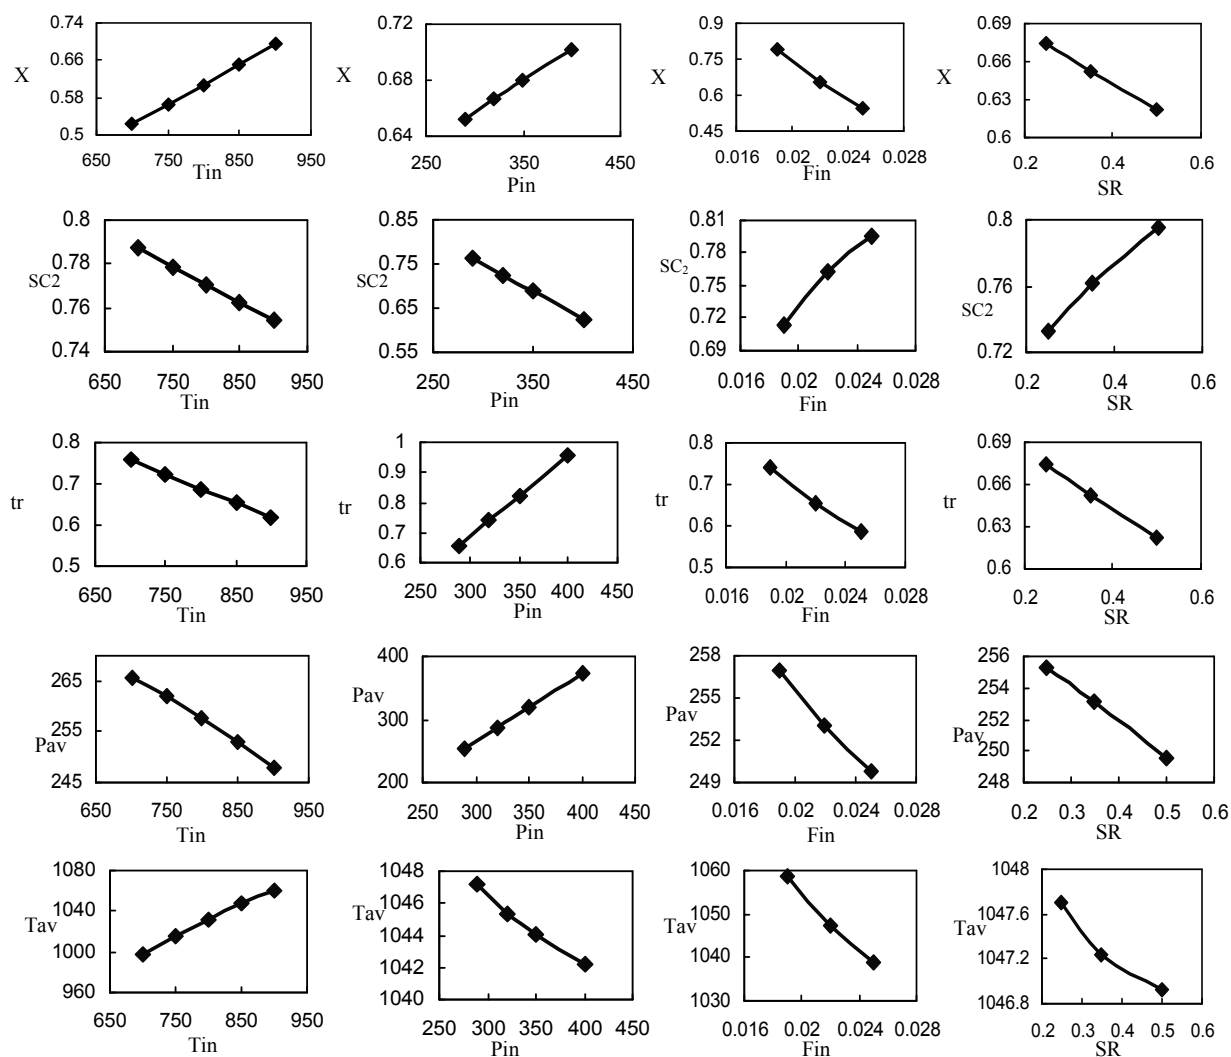 0.74
0.66
X
0.58
0.5
650 750 850 950
Tin
0.72
X
0.68
0.64
250 350 450
Pin
0.9
0.75
X
0.6
0.45
0.016 0.02 0.024 0.028
Fin
0.69
0.66
X
0.63
0.6
0.2 0.4 0.6
SR
0.8
0.78
SC2
0.76
0.74
650 750 850 950
Tin
0.85
SC2
0.75
0.65
0.55
250 350 450
Pin
0.81
0.78
SC2
0.75
0.72
0.69
0.016 0.02 0.024 0.028
Fin
0.8
0.76
SC2
0.72
0.2 0.4 0.6
SR
0.8
0.7
tr
0.6
0.5
650 750 850 950
Tin
1
0.9
0.8
tr
0.7
0.6
250 300 350 400 450
Pin
0.8
0.7
tr
0.6
0.5
0.016 0.02 0.024 0.028
Fin
0.69
0.66
tr
0.63
0.6
0.2 0.4 0.6
SR
265
255
Pav
245
650 750 850 950
Tin
400
Pav
300
200
250 300 350 400 450
Pin
258
255
Pav
252
249
0.016 0.02 0.024 0.028
Fin
256
254
252
Pav
250
248
0.2 0.3 0.4 0.5 0.6
SR
1080
1040
Tav
1000
960
650 750 850 950
Tin
1048
1046
Tav
1044
1042
1040
250 300 350 400 450
Pin
1060
1050
Tav
1040
1030
0.016 0.02 0.024 0.028
Fin
1048
1047.6
Tav
1047.2
1046.8
0.2 0.3 0.4 0.5 0.6
SR